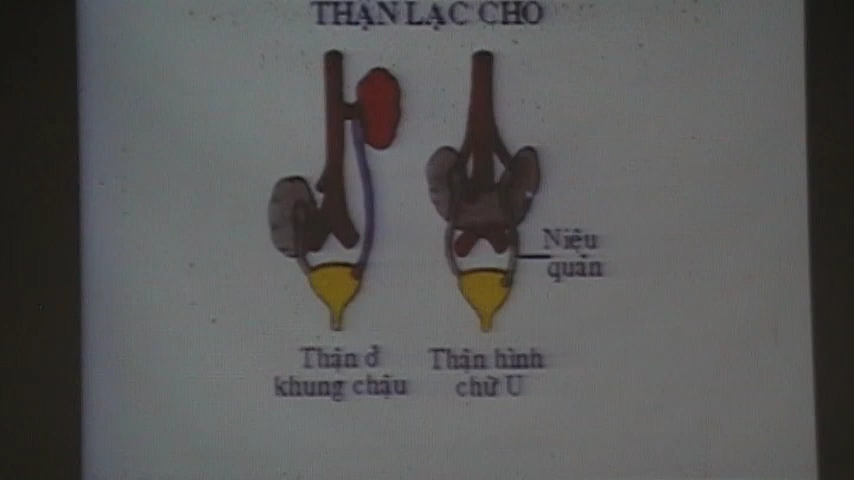 THẬN LẠC CHỖ
Niệu
quản
Thận ở
khung chậu
Thận hình
chữ U